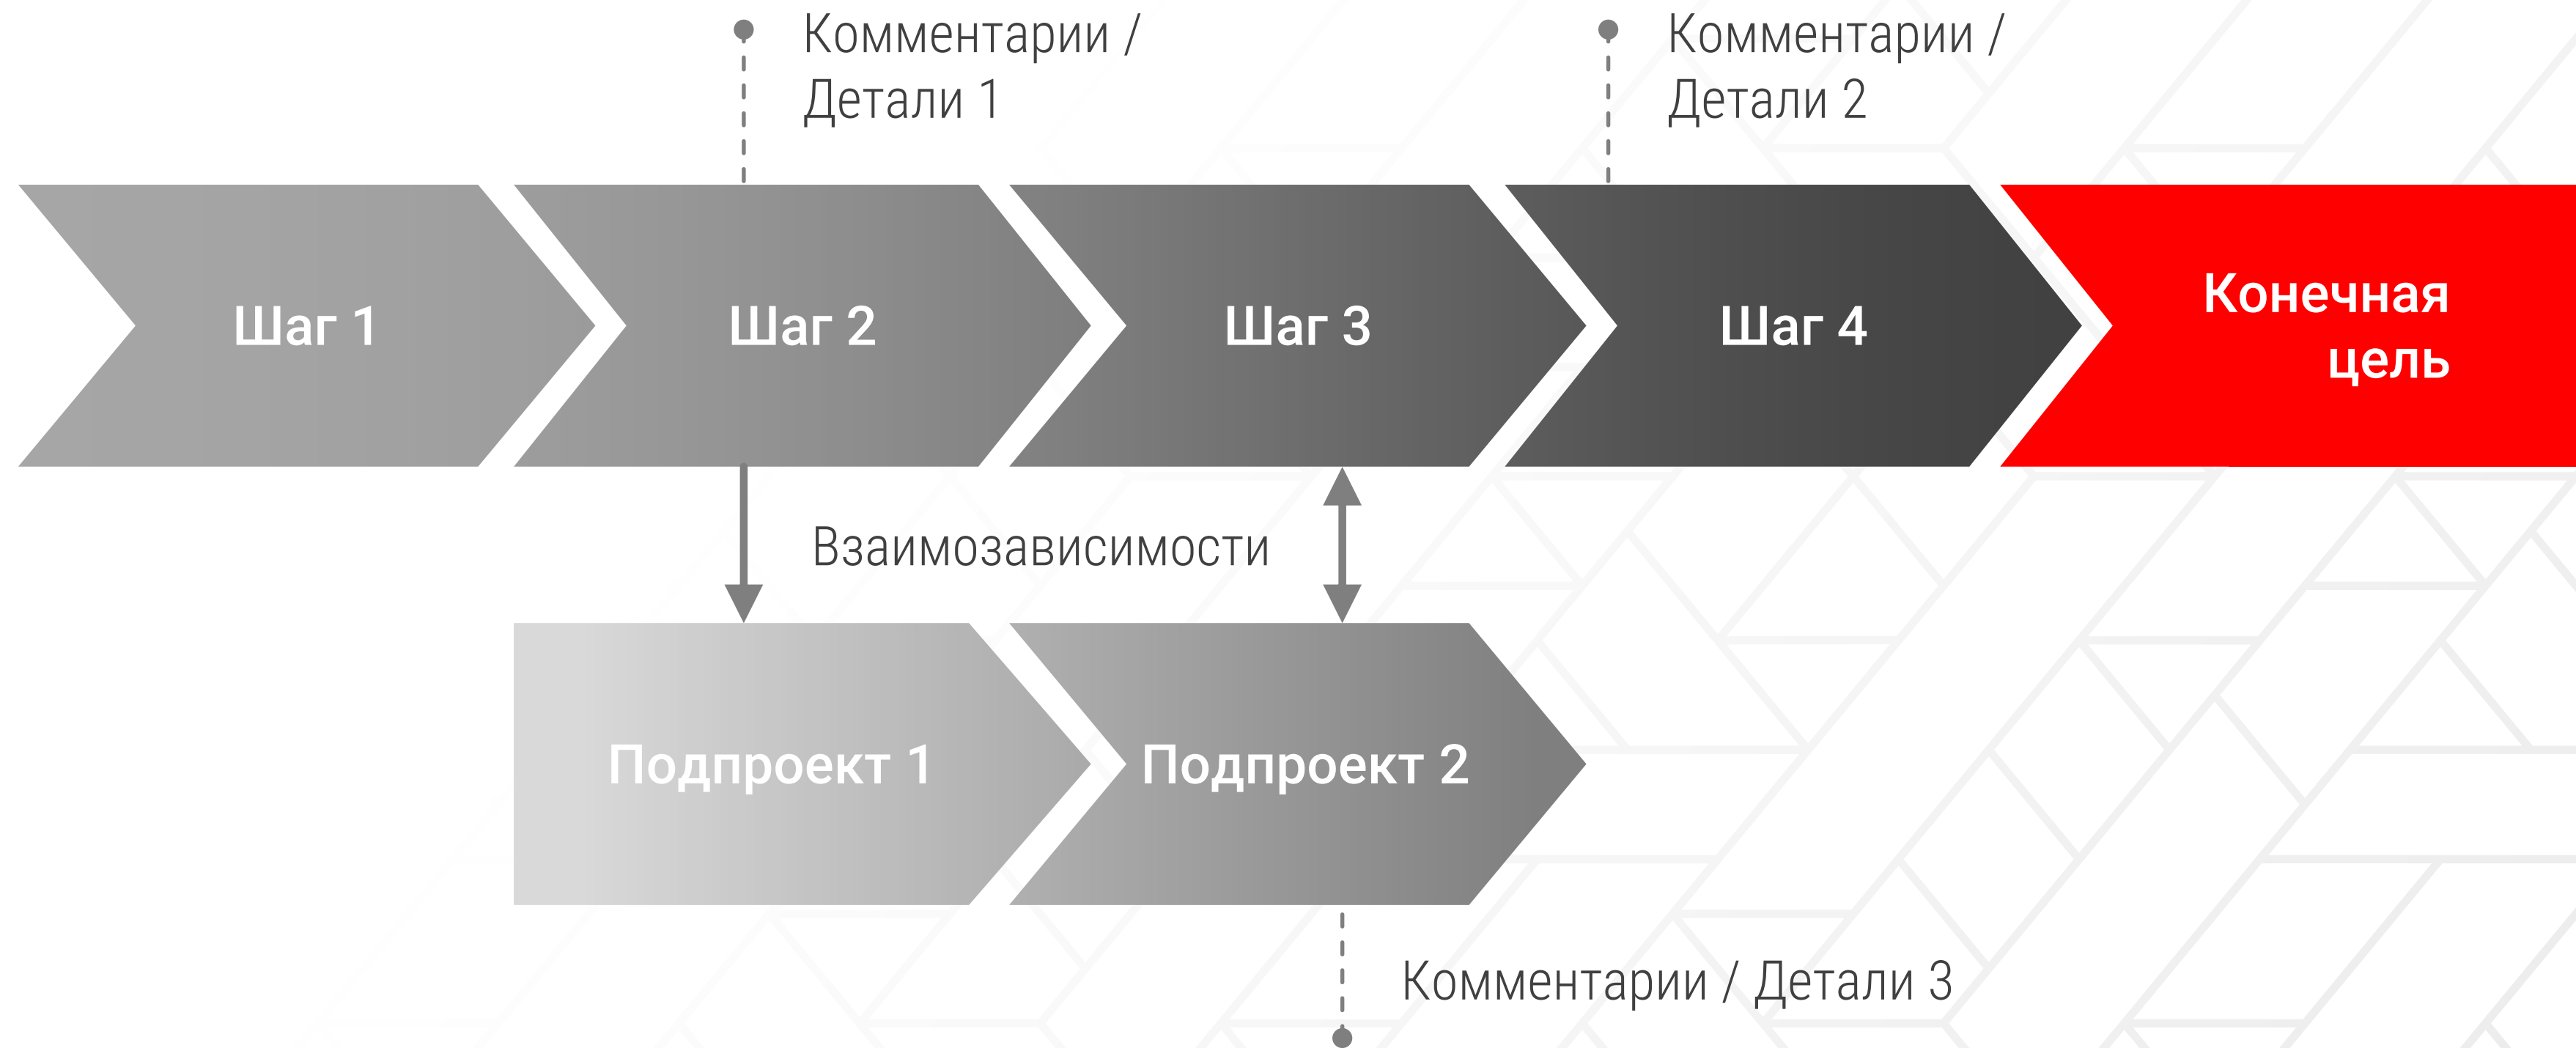 Комментарии /
Детали 1
Комментарии /
Детали 2
Шаг 1
Шаг 2
Шаг 3
Шаг 4
Конечная
цель
Взаимозависимости
Подпроект 1
Подпроект 2
Комментарии / Детали 3